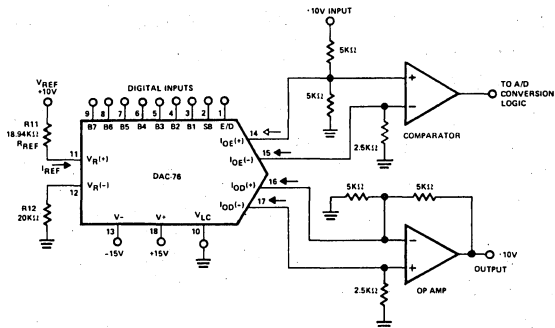 ·10V INPUT
5KΩ
5KΩ
VREF
+10V
R11
18.94KΩ
RREF
IREF
DIGITAL INPUTS
9 8 7 6 5 4 3 2 1
B7 B6 B5 B4 B3 B2 B1 SB E/D
11 VR(+)
12 VR(−)
DAC-76
IOE(+) 14
IOE(−) 15
IOD(+) 16
IOD(−) 17
V− V+ VLC
13 18 10
−15V +15V
R12
20KΩ
+
−
COMPARATOR
TO A/D
CONVERSION
LOGIC
2.5KΩ
5KΩ 5KΩ
−
+
OP AMP
·10V
OUTPUT
2.5KΩ